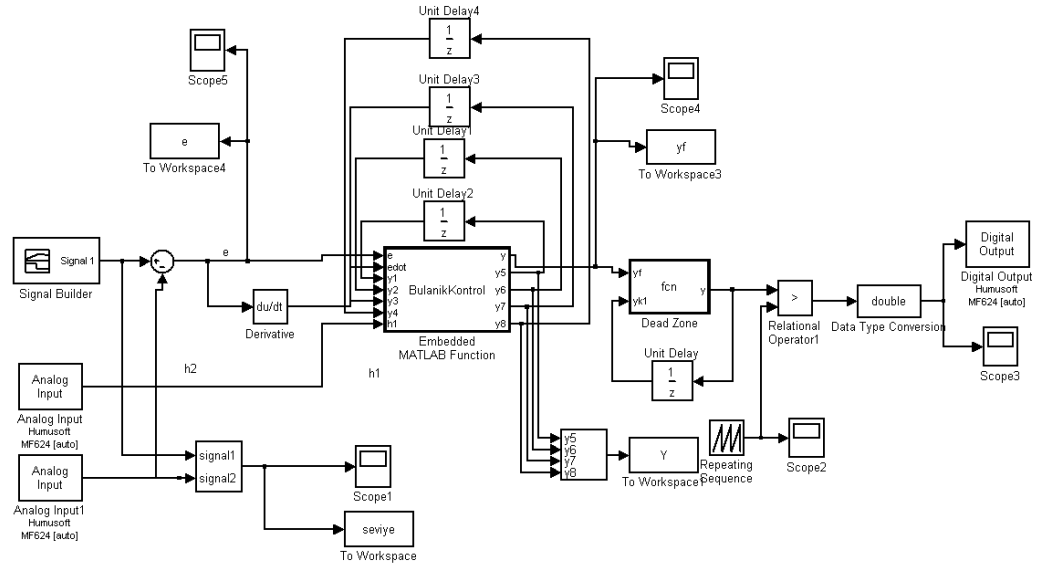 Unit Delay4
1
z
Scope5
Unit Delay3
1
z
Scope4
e
To Workspace4
Unit Delay1
1
z
yf
To Workspace3
Unit Delay2
1
z
Signal 1
Signal Builder
e
du/dt
Derivative
e
edot
y1
y2
y3
y4
h1
BulanikKontrol
y
y5
y6
y7
y8
Embedded
MATLAB Function
yf
yk1
fcn
y
Dead Zone
Unit Delay
1
z
>
Relational
Operator1
double
Data Type Conversion
Digital
Output
Digital Output
Humusoft
MF624 [auto]
Scope3
h2
h1
Analog
Input
Analog Input
Humusoft
MF624 [auto]
Analog
Input
Analog Input1
Humusoft
MF624 [auto]
signal1
signal2
Scope1
seviye
To Workspace
y5
y6
y7
y8
Y
To Workspace1
Repeating
Sequence
Scope2